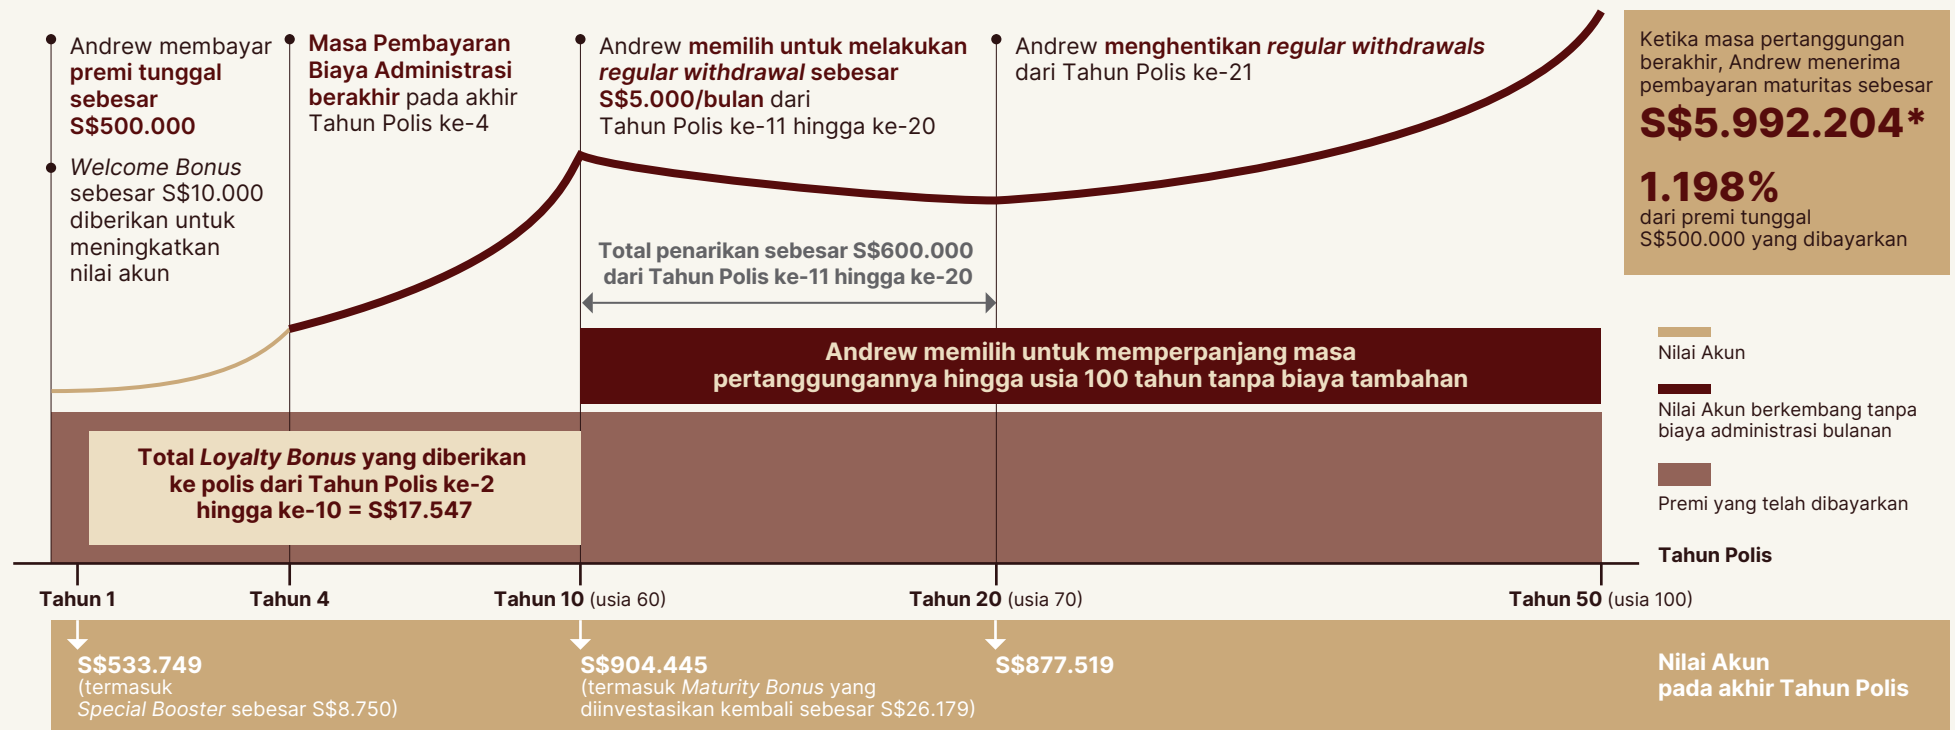 Andrew membayar
premi tunggal
sebesar
S$500.000
Welcome Bonus
sebesar S$10.000
diberikan untuk
meningkatkan
nilai akun
Masa Pembayaran
Biaya Administrasi
berakhir pada akhir
Tahun Polis ke-4
Andrew memilih untuk melakukan
regular withdrawal sebesar
S$5.000/bulan dari
Tahun Polis ke-11 hingga ke-20
Andrew menghentikan regular withdrawals
dari Tahun Polis ke-21
Ketika masa pertanggungan
berakhir, Andrew menerima
pembayaran maturitas sebesar
S$5.992.204*
1.198%
dari premi tunggal
S$500.000 yang dibayarkan
Total penarikan sebesar S$600.000
dari Tahun Polis ke-11 hingga ke-20
Andrew memilih untuk memperpanjang masa
pertanggungannya hingga usia 100 tahun tanpa biaya tambahan
Total Loyalty Bonus yang diberikan
ke polis dari Tahun Polis ke-2
hingga ke-10 = S$17.547
Nilai Akun
Nilai Akun berkembang tanpa
biaya administrasi bulanan
Premi yang telah dibayarkan
Tahun Polis
Tahun 1
Tahun 4
Tahun 10 (usia 60)
Tahun 20 (usia 70)
Tahun 50 (usia 100)
S$533.749
(termasuk
Special Booster sebesar S$8.750)
S$904.445
(termasuk Maturity Bonus yang
diinvestasikan kembali sebesar S$26.179)
S$877.519
Nilai Akun
pada akhir Tahun Polis